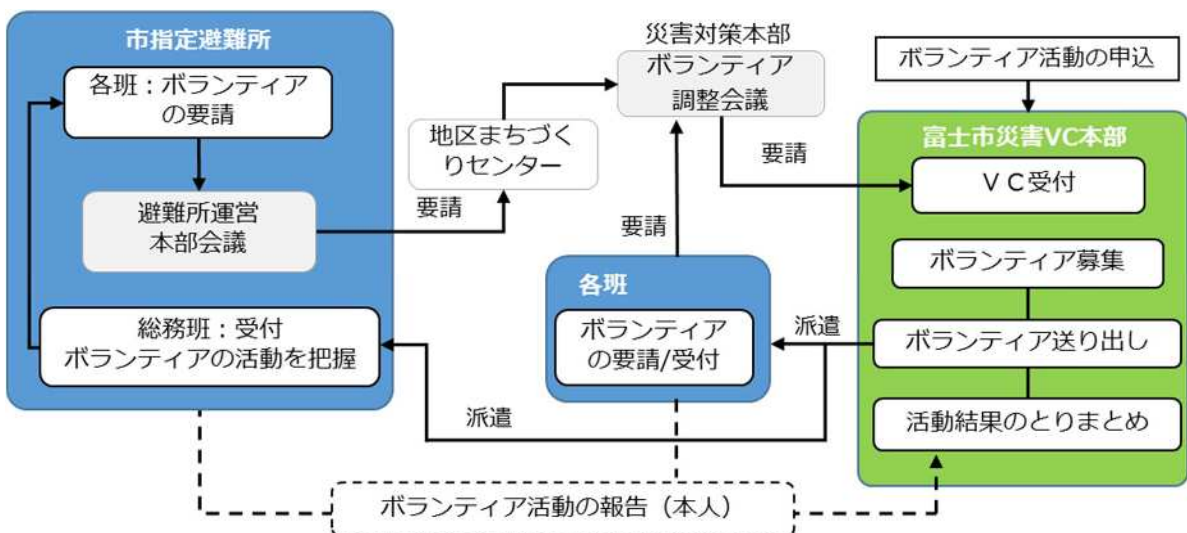 市指定避難所
各班：ボランティア
の要請
避難所運営
本部会議
総務班：受付
ボランティアの活動を把握
要請
地区まちづく
りセンター
災害対策本部
ボランティア
調整会議
要請
要請
各班
ボランティア
の要請/受付
派遣
派遣
ボランティア活動の申込
富士市災害VC本部
ＶＣ受付
ボランティア募集
ボランティア送り出し
活動結果のとりまとめ
ボランティア活動の報告（本人）